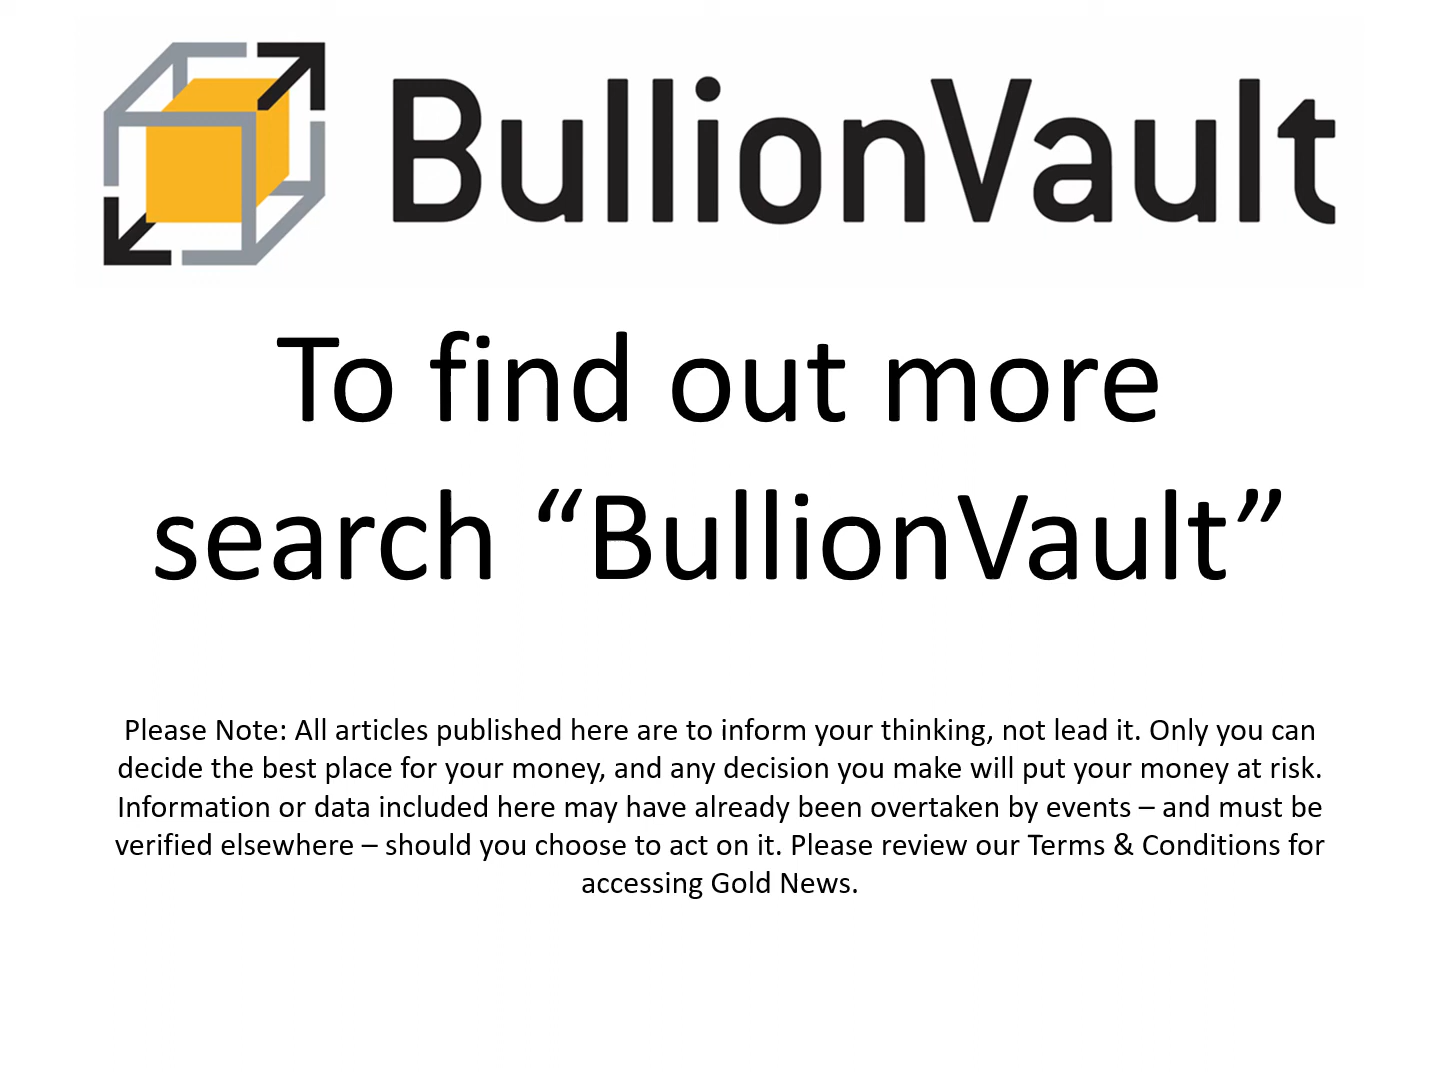 BullionVault
To find out more
search “BullionVault”
Please Note: All articles published here are to inform your thinking, not lead it. Only you can
decide the best place for your money, and any decision you make will put your money at risk.
Information or data included here may have already been overtaken by events – and must be
verified elsewhere – should you choose to act on it. Please review our Terms & Conditions for
accessing Gold News.